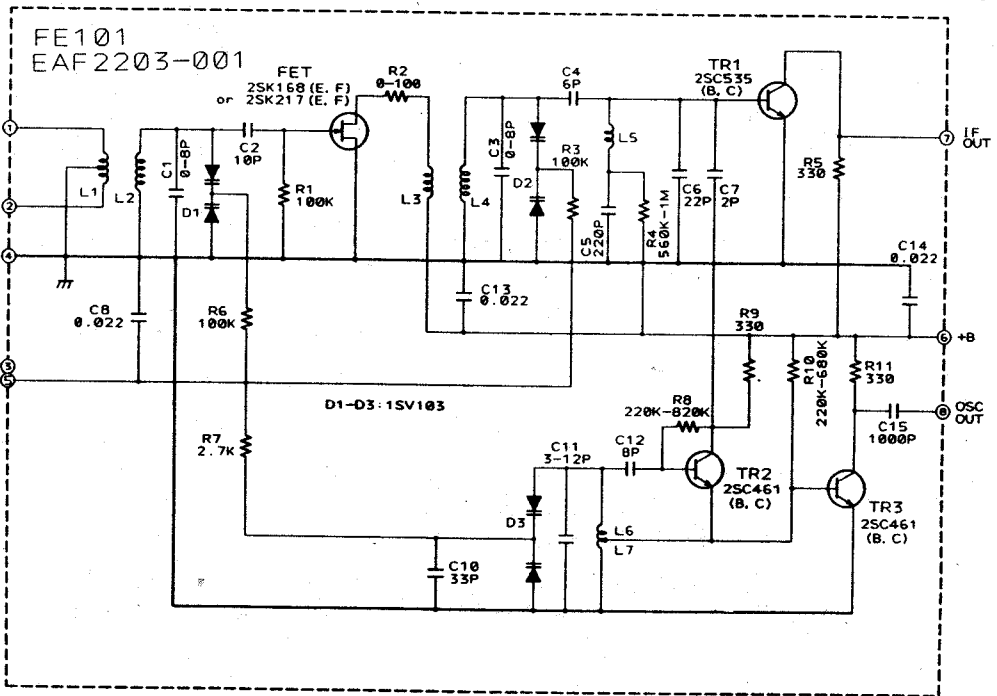 FE101
EAF2203-001
FET
2SK168(E. F)
or 2SK217(E. F)
R2
0-100
C4
6P
TR1
2SC535
(B. C)
1
C1
0-8P
C2
10P
C3
0-8P
R3
100K
L5
7
IF
OUT
R5
330
L1
L2
D1
R1
100K
L3
L4
D2
C5
220P
R4
560K-1M
C6
22P
C7
2P
2
4
C14
0.022
C8
0.022
R6
100K
C13
0.022
R9
330
6
+B
3
5
R10
220K-680K
R11
330
D1-D3:1SV103
R8
220K-820K
8
OSC
OUT
C15
1000P
R7
2.7K
C11
3-12P
C12
8P
TR2
2SC461
(B. C)
TR3
2SC461
(B. C)
D3
L6
L7
C10
33P